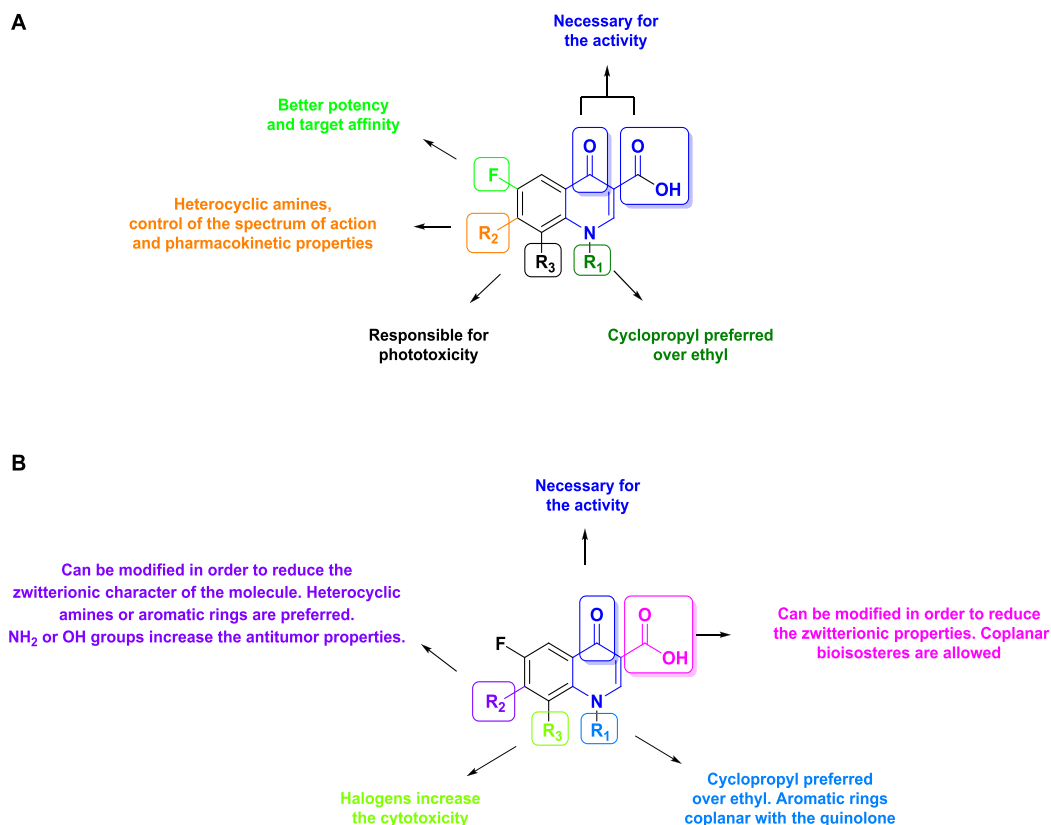 A
Necessary for
the activity
Better potency
and target affinity
O
O
OH
F
Heterocyclic amines,
control of the spectrum of action
and pharmacokinetic properties
R2
N
R3
R1
Responsible for
phototoxicity
Cyclopropyl preferred
over ethyl
B
Necessary for
the activity
Can be modified in order to reduce the
zwitterionic character of the molecule. Heterocyclic
amines or aromatic rings are preferred.
NH2 or OH groups increase the antitumor properties.
O
O
OH
F
Can be modified in order to reduce
the zwitterionic properties. Coplanar
bioisosteres are allowed
R2
N
R3
R1
Halogens increase
the cytotoxicity
Cyclopropyl preferred
over ethyl. Aromatic rings
coplanar with the quinolone